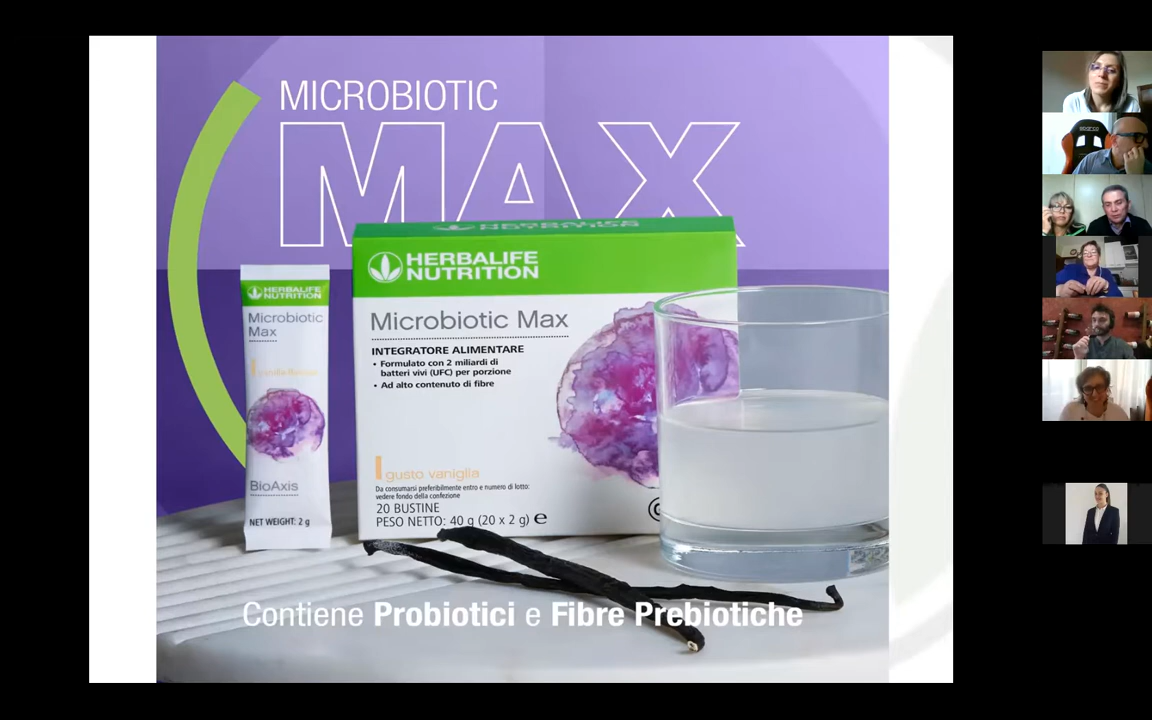 MICROBIOTIC
MAX
HERBALIFE
NUTRITION
HERBALIFE
NUTRITION
Microbiotic Max
INTEGRATORE ALIMENTARE
• Formulato con 2 miliardi di
batteri vivi (UFC) per porzione
• Ad alto contenuto di fibre
gusto vaniglia
Da consumarsi preferibilmente entro e numero di lotto:
vedere fondo della confezione
20 BUSTINE
PESO NETTO: 40 g (20 x 2 g) e
HERBALIFE
NUTRITION
Microbiotic
Max
BioAxis
NET WEIGHT: 2 g
Contiene Probiotici e Fibre Prebiotiche